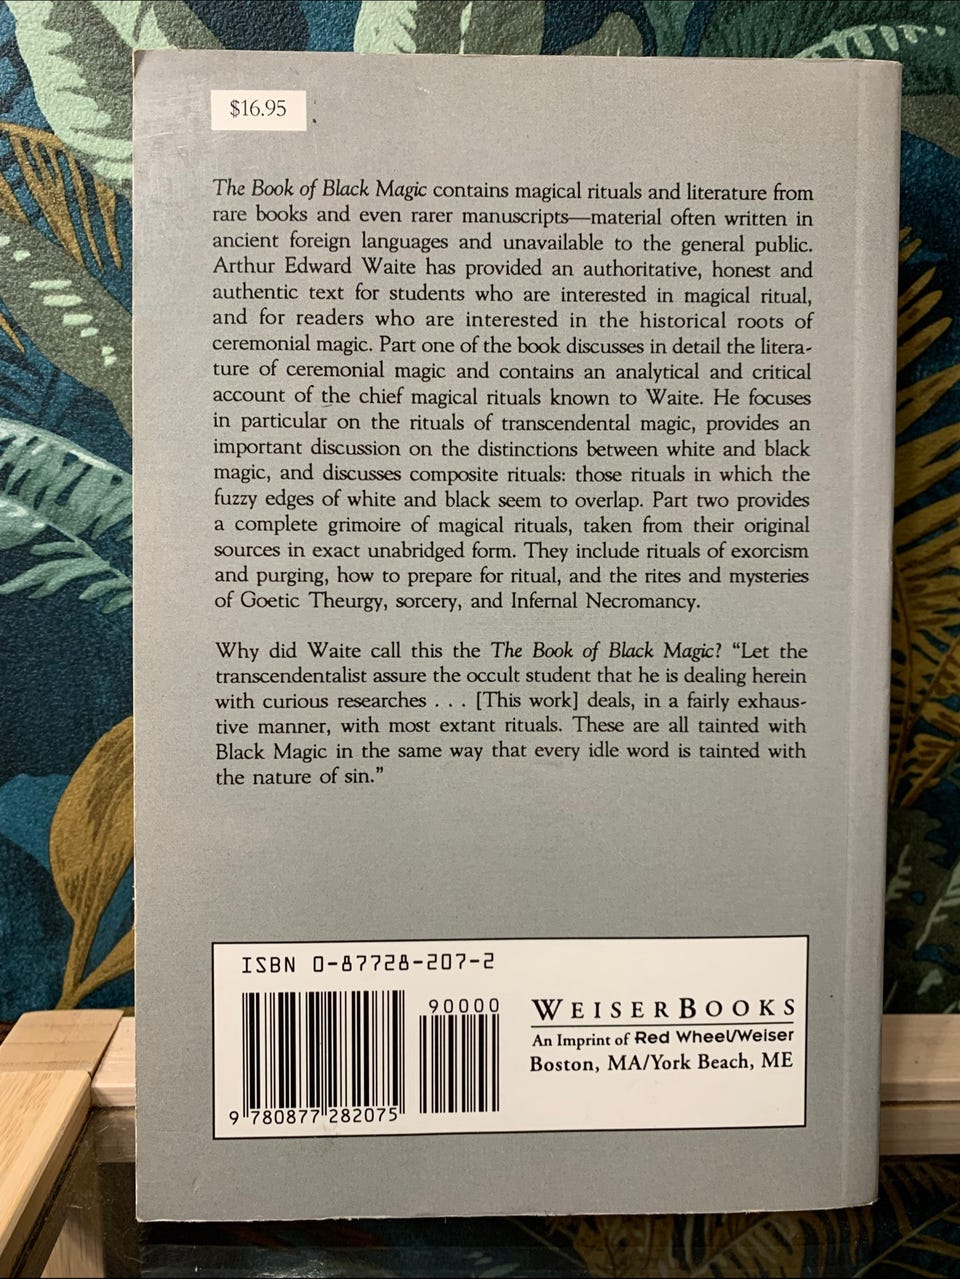 $16.95
The Book of Black Magic contains magical rituals and literature from
rare books and even rarer manuscripts—material often written in
ancient foreign languages and unavailable to the general public.
Arthur Edward Waite has provided an authoritative, honest and
authentic text for students who are interested in magical ritual,
and for readers who are interested in the historical roots of
ceremonial magic. Part one of the book discusses in detail the litera-
ture of ceremonial magic and contains an analytical and critical
account of the chief magical rituals known to Waite. He focuses
in particular on the rituals of transcendental magic, provides an
important discussion on the distinctions between white and black
magic, and discusses composite rituals: those rituals in which the
fuzzy edges of white and black seem to overlap. Part two provides
a complete grimoire of magical rituals, taken from their original
sources in exact unabridged form. They include rituals of exorcism
and purging, how to prepare for ritual, and the rites and mysteries
of Goetic Theurgy, sorcery, and Infernal Necromancy.
Why did Waite call this the The Book of Black Magic? “Let the
transcendentalist assure the occult student that he is dealing herein
with curious researches . . . [This work] deals, in a fairly exhaus-
tive manner, with most extant rituals. These are all tainted with
Black Magic in the same way that every idle word is tainted with
the nature of sin.”
ISBN 0-87728-207-2
90000
9 780877 282075
WEISERBOOKS
An Imprint of Red Wheel/Weiser
Boston, MA/York Beach, ME